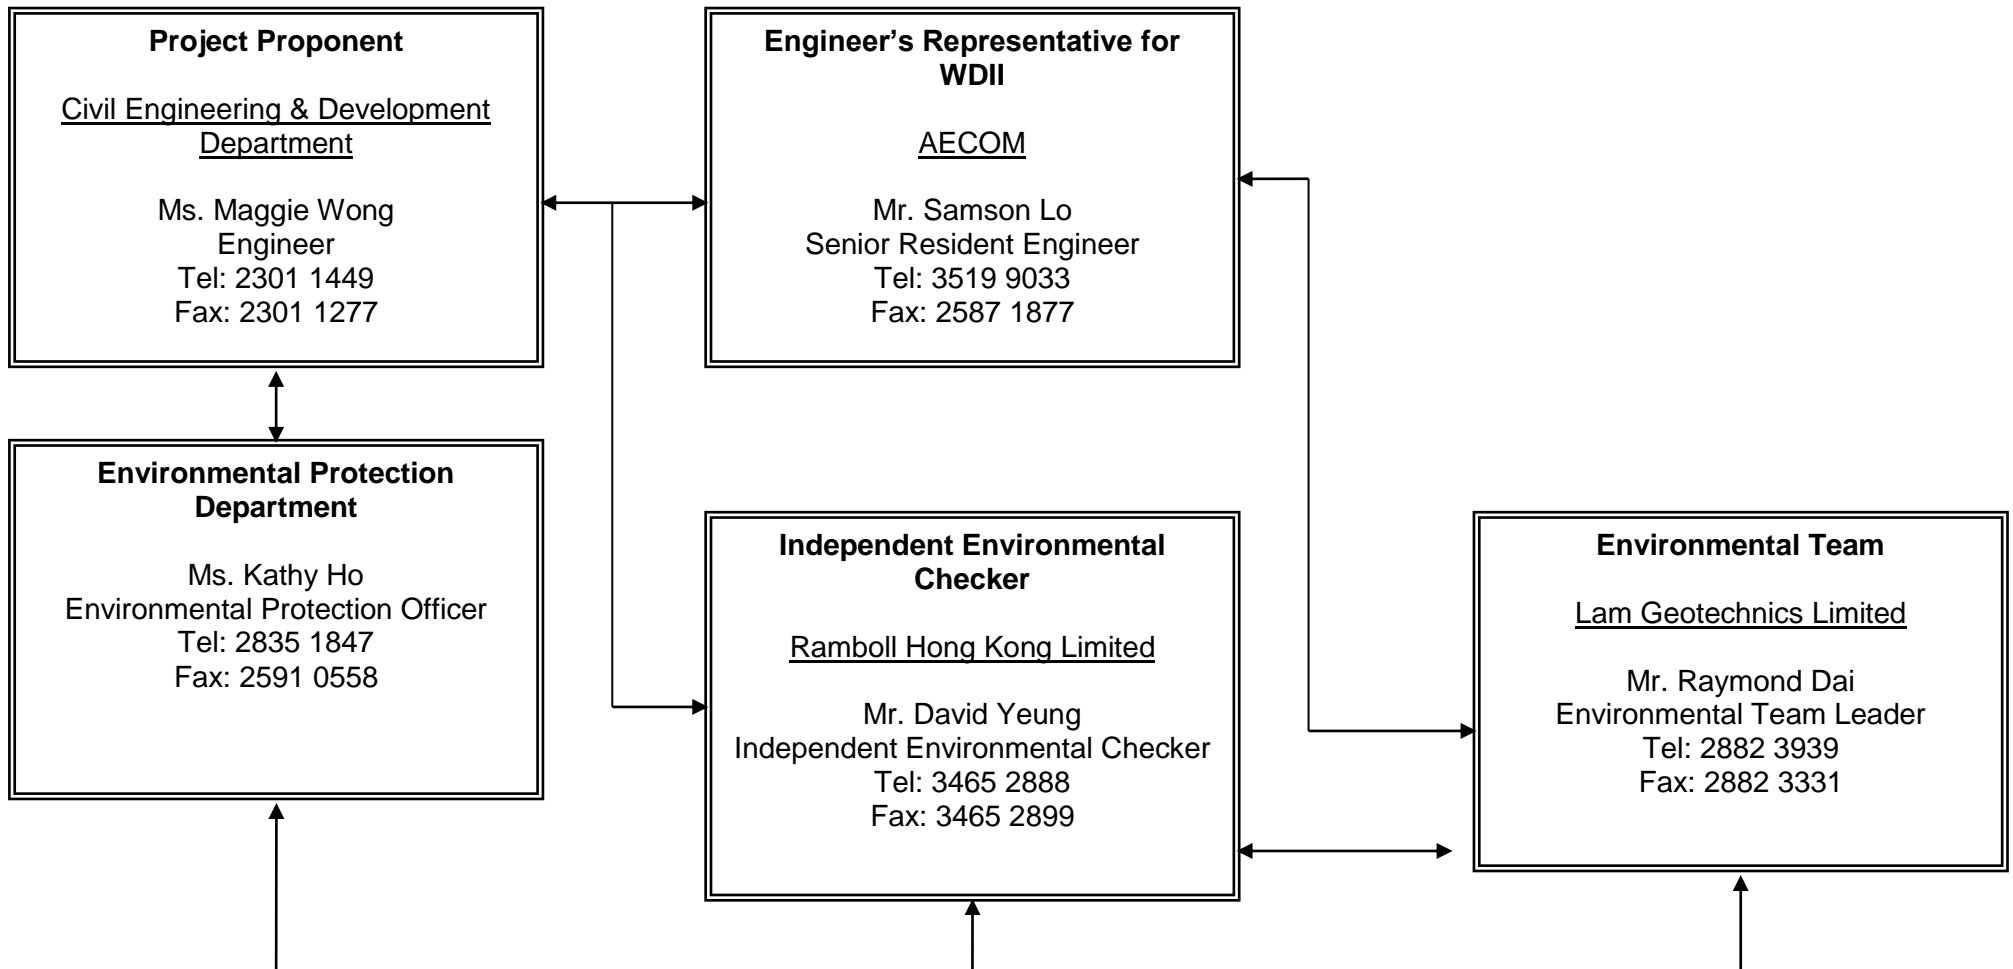 Project Proponent
Civil Engineering & Development
Department
Ms. Maggie Wong
Engineer
Tel: 2301 1449
Fax: 2301 1277
Engineer’s Representative for
WDII
AECOM
Mr. Samson Lo
Senior Resident Engineer
Tel: 3519 9033
Fax: 2587 1877
Environmental Protection
Department
Ms. Kathy Ho
Environmental Protection Officer
Tel: 2835 1847
Fax: 2591 0558
Independent Environmental
Checker
Ramboll Hong Kong Limited
Mr. David Yeung
Independent Environmental Checker
Tel: 3465 2888
Fax: 3465 2899
Environmental Team
Lam Geotechnics Limited
Mr. Raymond Dai
Environmental Team Leader
Tel: 2882 3939
Fax: 2882 3331